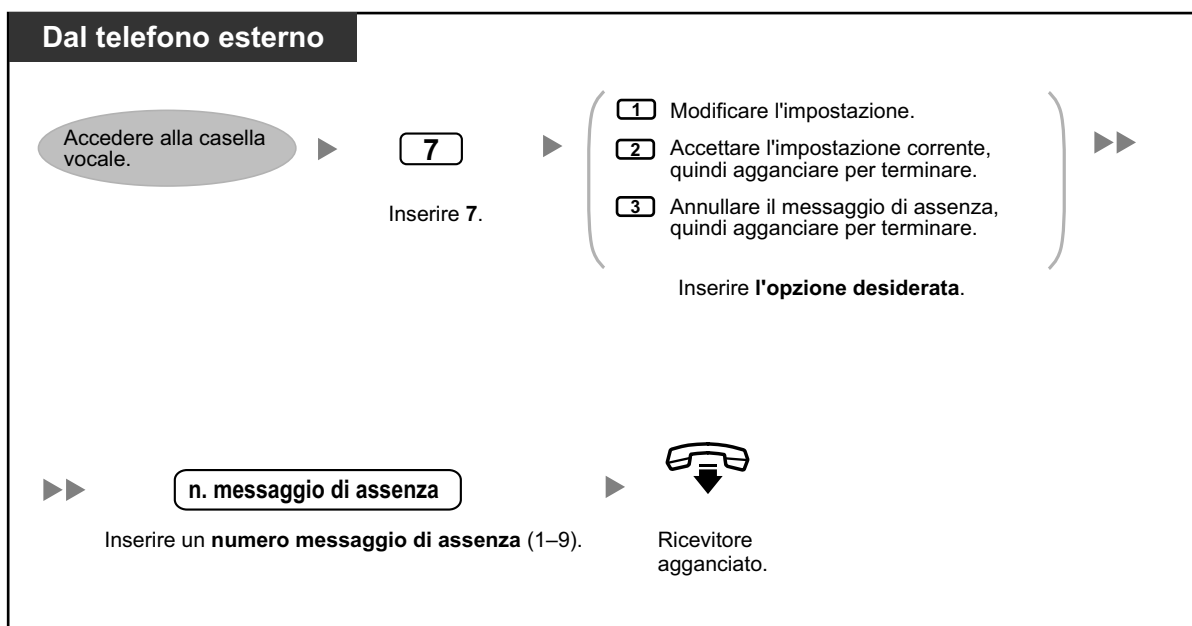 Dal telefono esterno
Accedere alla casella
vocale.
7
Inserire 7.
1 Modificare l'impostazione.
2 Accettare l'impostazione corrente,
quindi agganciare per terminare.
3 Annullare il messaggio di assenza,
quindi agganciare per terminare.
Inserire l'opzione desiderata.
n. messaggio di assenza
Inserire un numero messaggio di assenza (1–9).
Ricevitore
agganciato.